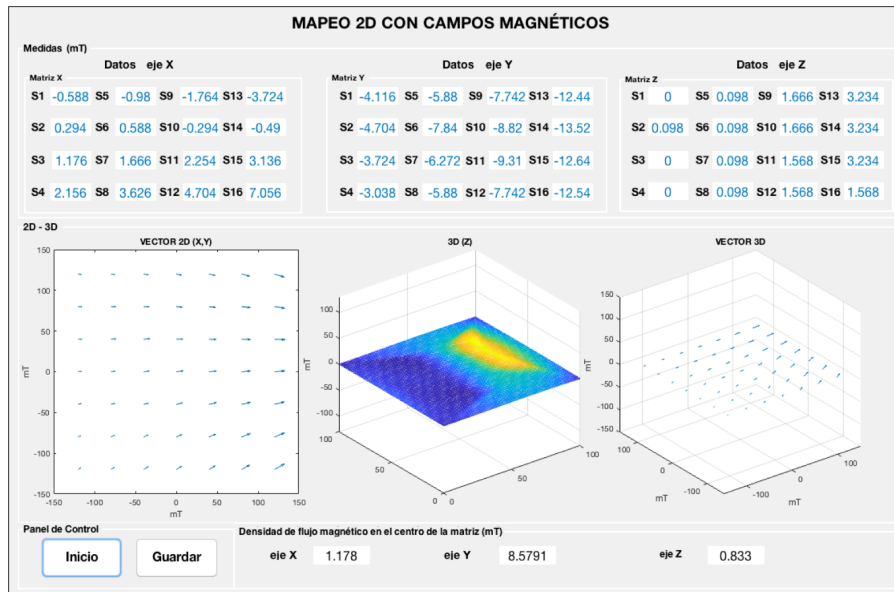 MAPEO 2D CON CAMPOS MAGNÉTICOS
Medidas (mT)
Datos eje X
Matriz X
S1 -0.588 S5 -0.98 S9 -1.764 S13 -3.724
S2 0.294 S6 0.588 S10 -0.294 S14 -0.49
S3 1.176 S7 1.666 S11 2.254 S15 3.136
S4 2.156 S8 3.626 S12 4.704 S16 7.056
Datos eje Y
Matriz Y
S1 -4.116 S5 -5.88 S9 -7.742 S13 -12.44
S2 -4.704 S6 -7.84 S10 -8.82 S14 -13.52
S3 -3.724 S7 -6.272 S11 -9.31 S15 -12.64
S4 -3.038 S8 -5.88 S12 -7.742 S16 -12.54
Datos eje Z
Matriz Z
S1 0 S5 0.098 S9 1.666 S13 3.234
S2 0.098 S6 0.098 S10 1.666 S14 3.234
S3 0 S7 0.098 S11 1.568 S15 3.234
S4 0 S8 0.098 S12 1.568 S16 1.568
2D - 3D
VECTOR 2D (X,Y)
150
100
50
0
-50
-100
-150
mT
-150 -100 -50 0 50 100 150
mT
3D (Z)
100
50
0
-50
-100
mT
100
50
0
0
50
100
VECTOR 3D
150
100
50
0
-50
-100
-150
mT
100
0
-100
mT
-100
0
100
mT
Panel de Control
Inicio
Guardar
Densidad de flujo magnético en el centro de la matriz (mT)
eje X 1.178 eje Y 8.5791 eje Z 0.833